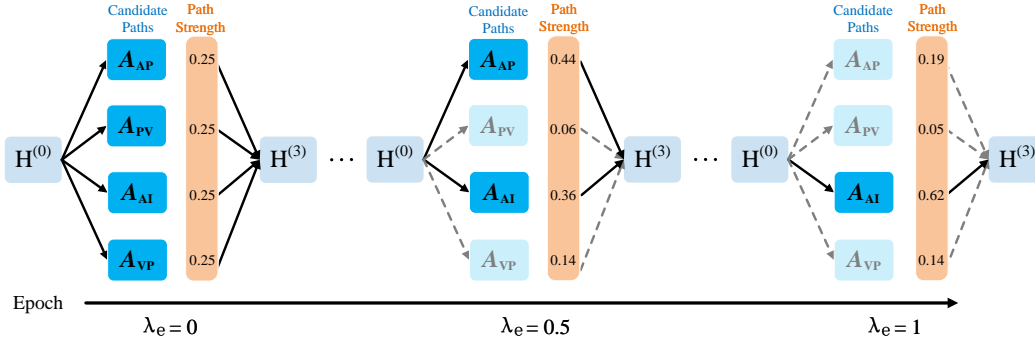 Candidate Paths
Path Strength
A_AP
0.25
A_PV
0.25
H^(0)
H^(3)
A_AI
0.25
A_VP
0.25
...
Candidate Paths
Path Strength
A_AP
0.44
A_PV
0.06
H^(0)
H^(3)
A_AI
0.36
A_VP
0.14
...
Candidate Paths
Path Strength
A_AP
0.19
A_PV
0.05
H^(0)
H^(3)
A_AI
0.62
A_VP
0.14
Epoch
λ_e = 0
λ_e = 0.5
λ_e = 1